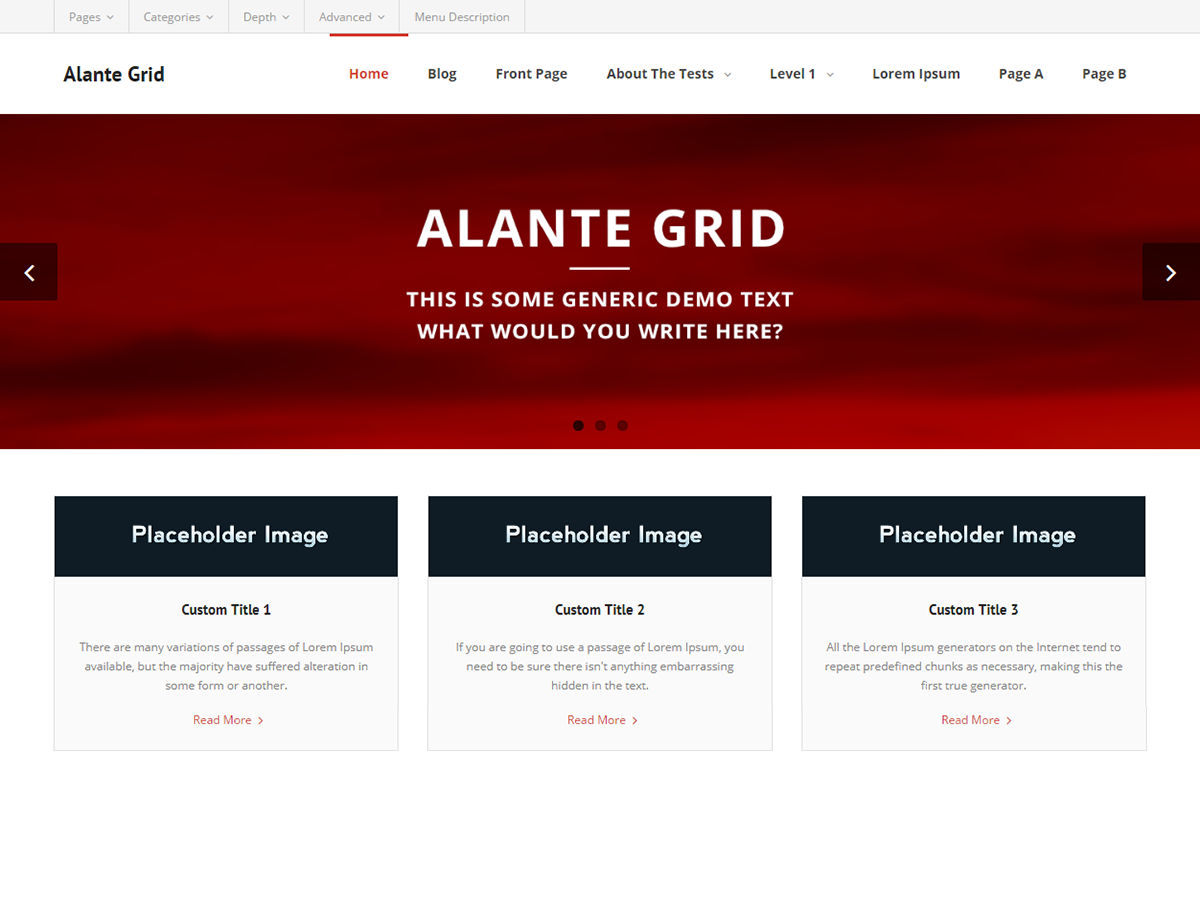 Pages Categories Depth Advanced Menu Description
Alante Grid Home Blog Front Page About The Tests Level 1 Lorem Ipsum Page A Page B
ALANTE GRID
THIS IS SOME GENERIC DEMO TEXT
WHAT WOULD YOU WRITE HERE?
Placeholder Image
Custom Title 1
There are many variations of passages of Lorem Ipsum
available, but the majority have suffered alteration in
some form or another.
Read More
Placeholder Image
Custom Title 2
If you are going to use a passage of Lorem Ipsum, you
need to be sure there isn't anything embarrassing
hidden in the text.
Read More
Placeholder Image
Custom Title 3
All the Lorem Ipsum generators on the Internet tend to
repeat predefined chunks as necessary, making this the
first true generator.
Read More